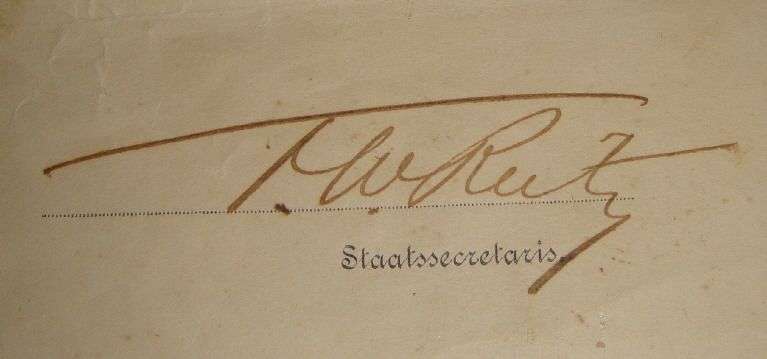 F. W. Reitz
Staatssecretaris.